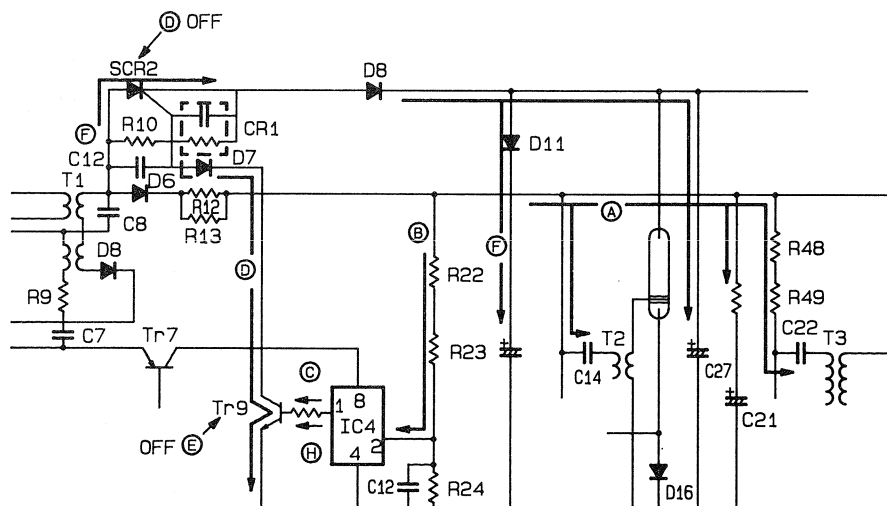 D OFF
SCR2
D8
F
R10
CR1
D11
C12
D7
T1
D6
R12
A
C8
R13
B
F
R48
D8
D
R22
R9
R49
C7
Tr7
R23
T2
C22
T3
C
C14
C27
Tr9
1
8
C21
IC4
2
OFF E
H
4
C12
R24
D16